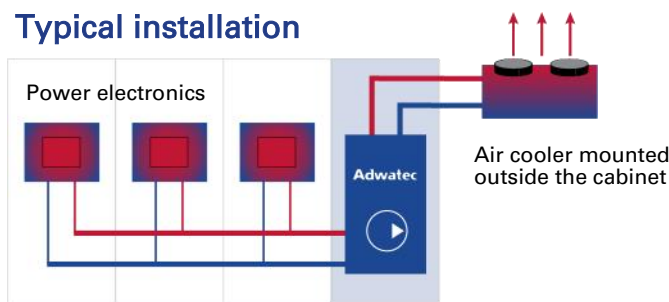 Typical installation
Power electronics
Adwatec
Air cooler mounted
outside the cabinet